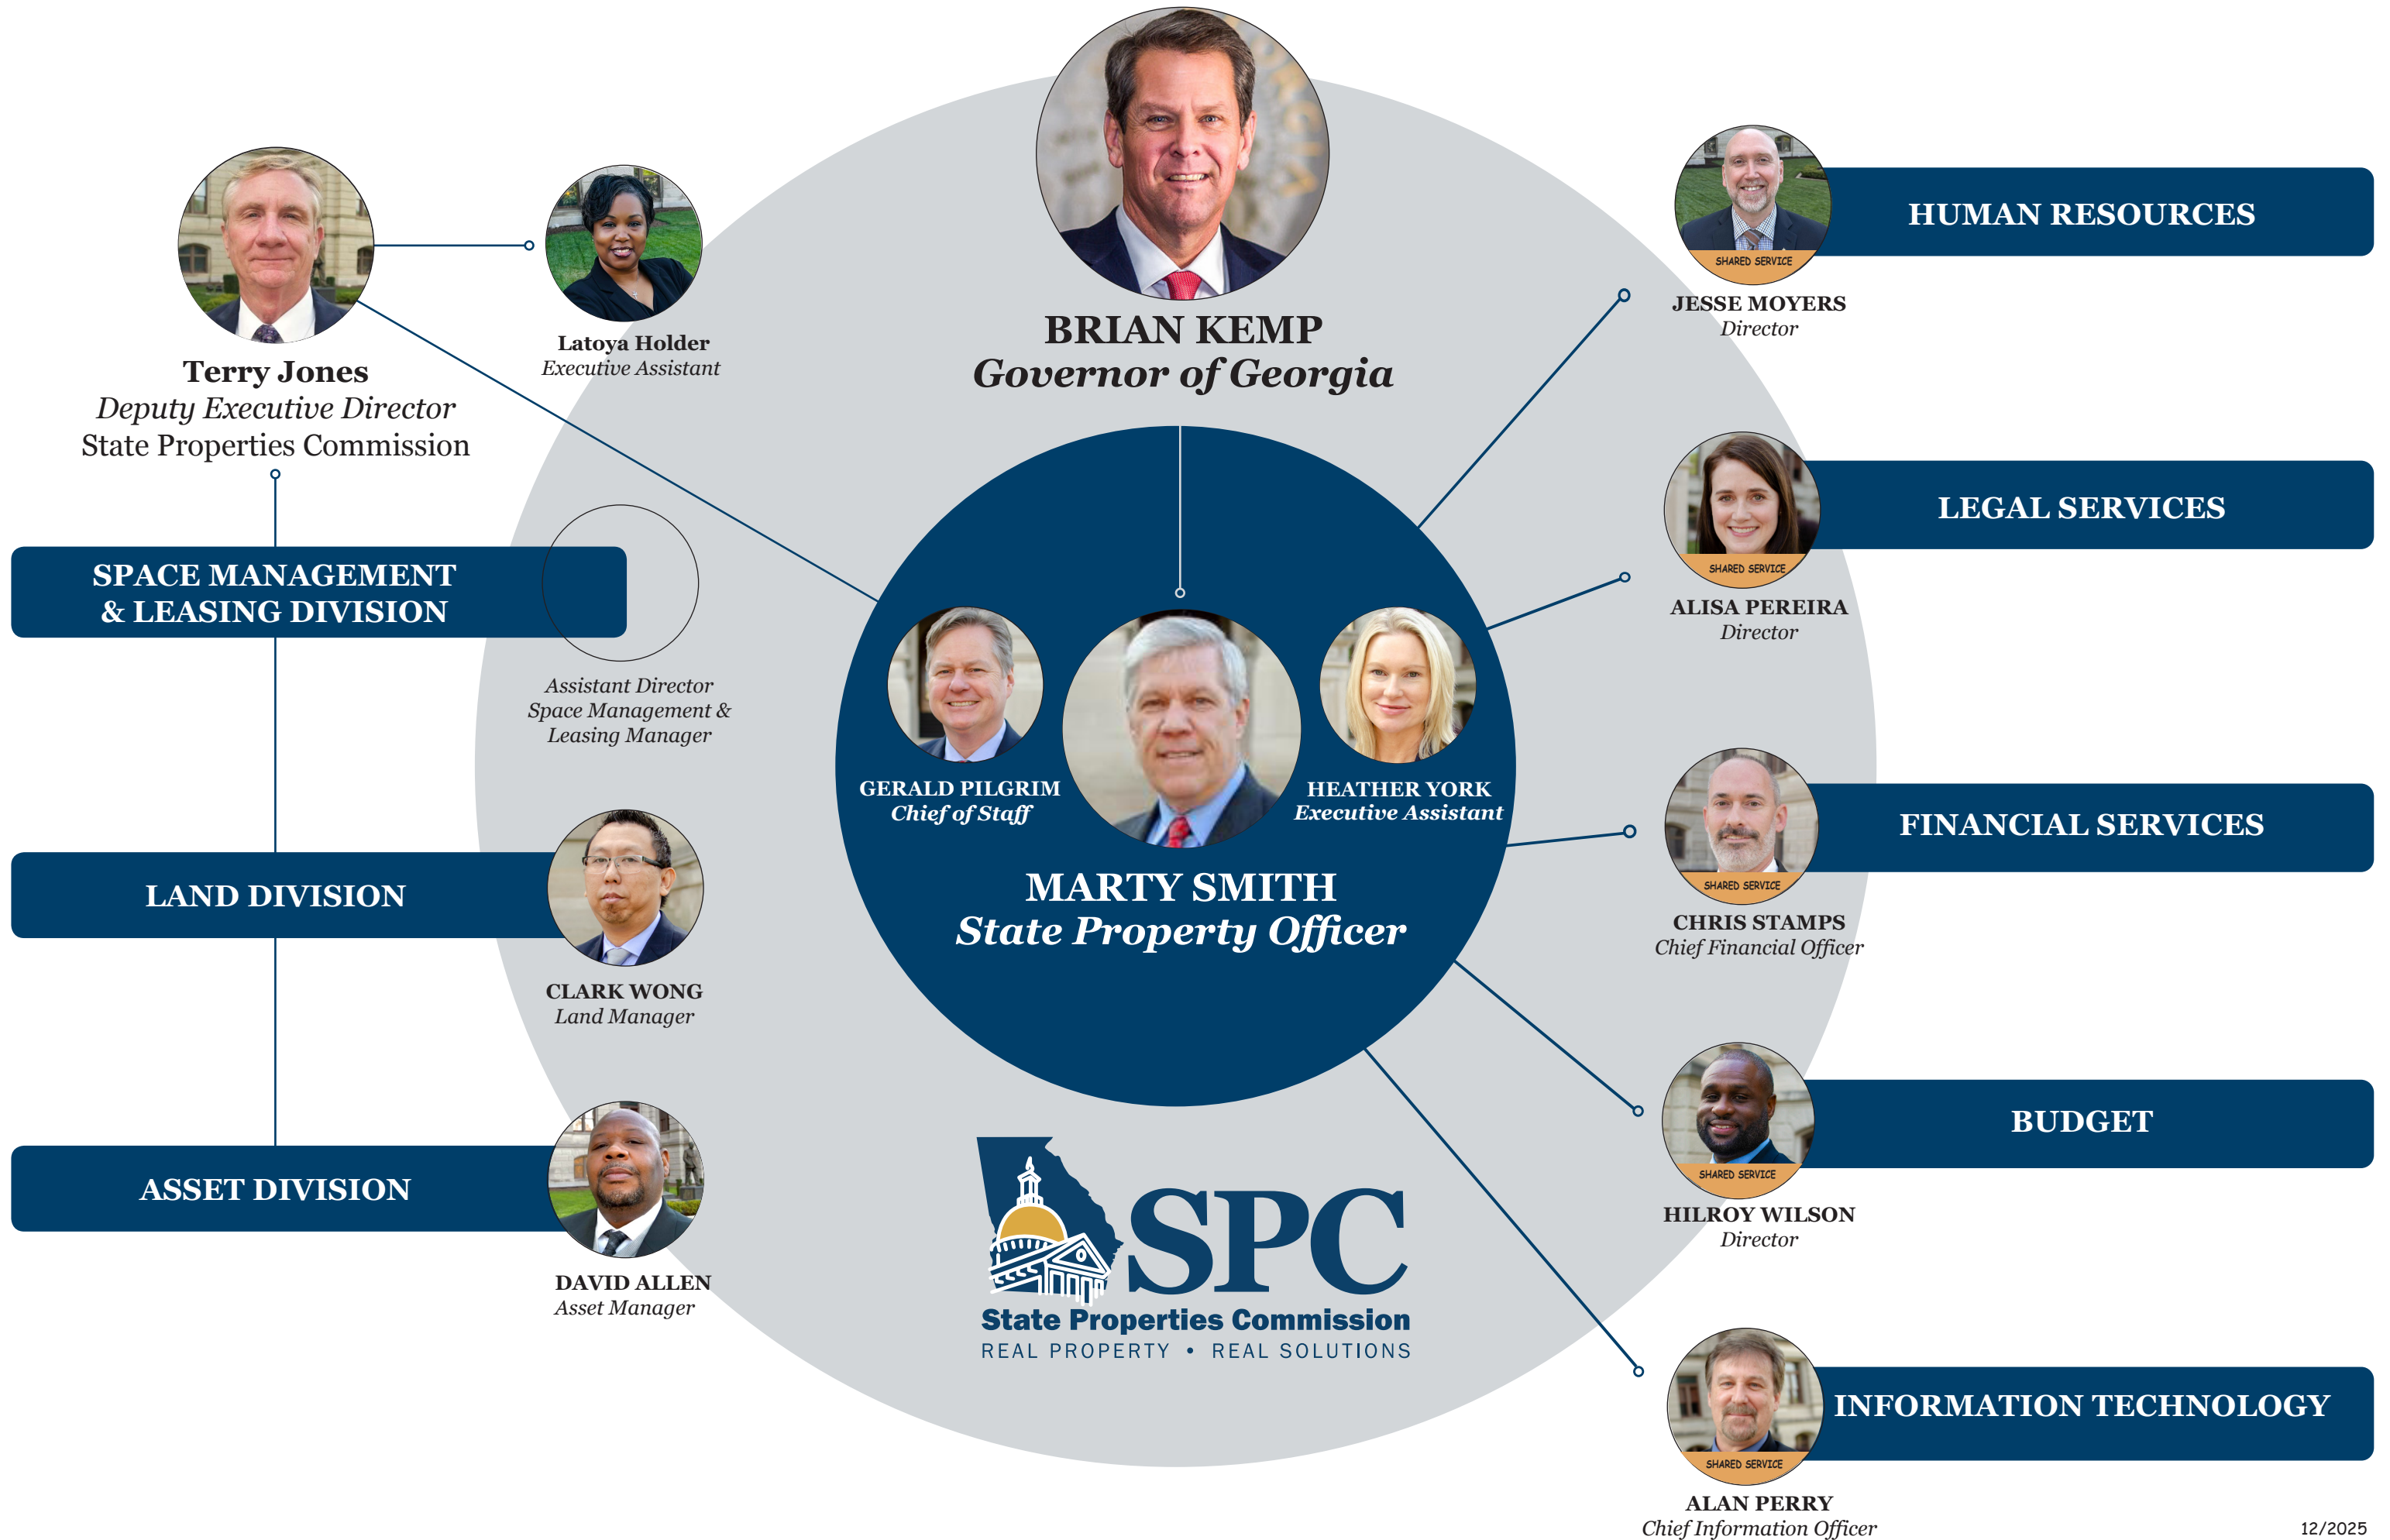 BRIAN KEMP
Governor of Georgia
Terry Jones
Deputy Executive Director
State Properties Commission
Latoya Holder
Executive Assistant
SPACE MANAGEMENT
& LEASING DIVISION
Assistant Director
Space Management &
Leasing Manager
LAND DIVISION
CLARK WONG
Land Manager
ASSET DIVISION
DAVID ALLEN
Asset Manager
GERALD PILGRIM
Chief of Staff
HEATHER YORK
Executive Assistant
MARTY SMITH
State Property Officer
SPC
State Properties Commission
REAL PROPERTY • REAL SOLUTIONS
HUMAN RESOURCES
SHARED SERVICE
JESSE MOYERS
Director
LEGAL SERVICES
SHARED SERVICE
ALISA PEREIRA
Director
FINANCIAL SERVICES
SHARED SERVICE
CHRIS STAMPS
Chief Financial Officer
BUDGET
SHARED SERVICE
HILROY WILSON
Director
INFORMATION TECHNOLOGY
SHARED SERVICE
ALAN PERRY
Chief Information Officer
12/2025